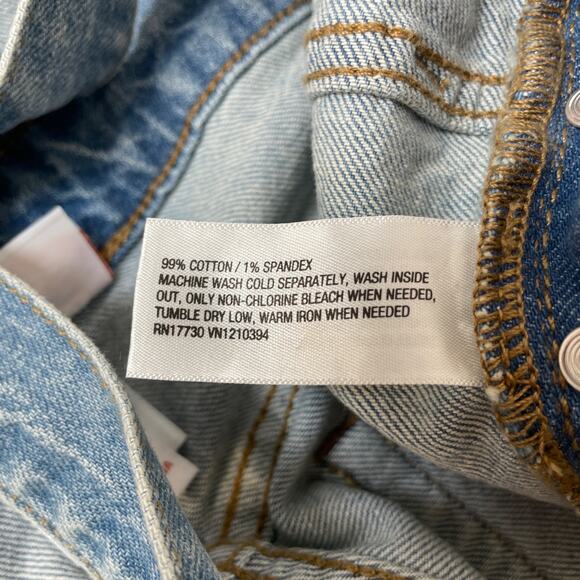 99% COTTON / 1% SPANDEX
MACHINE WASH COLD SEPARATELY, WASH INSIDE
OUT, ONLY NON-CHLORINE BLEACH WHEN NEEDED,
TUMBLE DRY LOW, WARM IRON WHEN NEEDED
RN17730 VN1210394